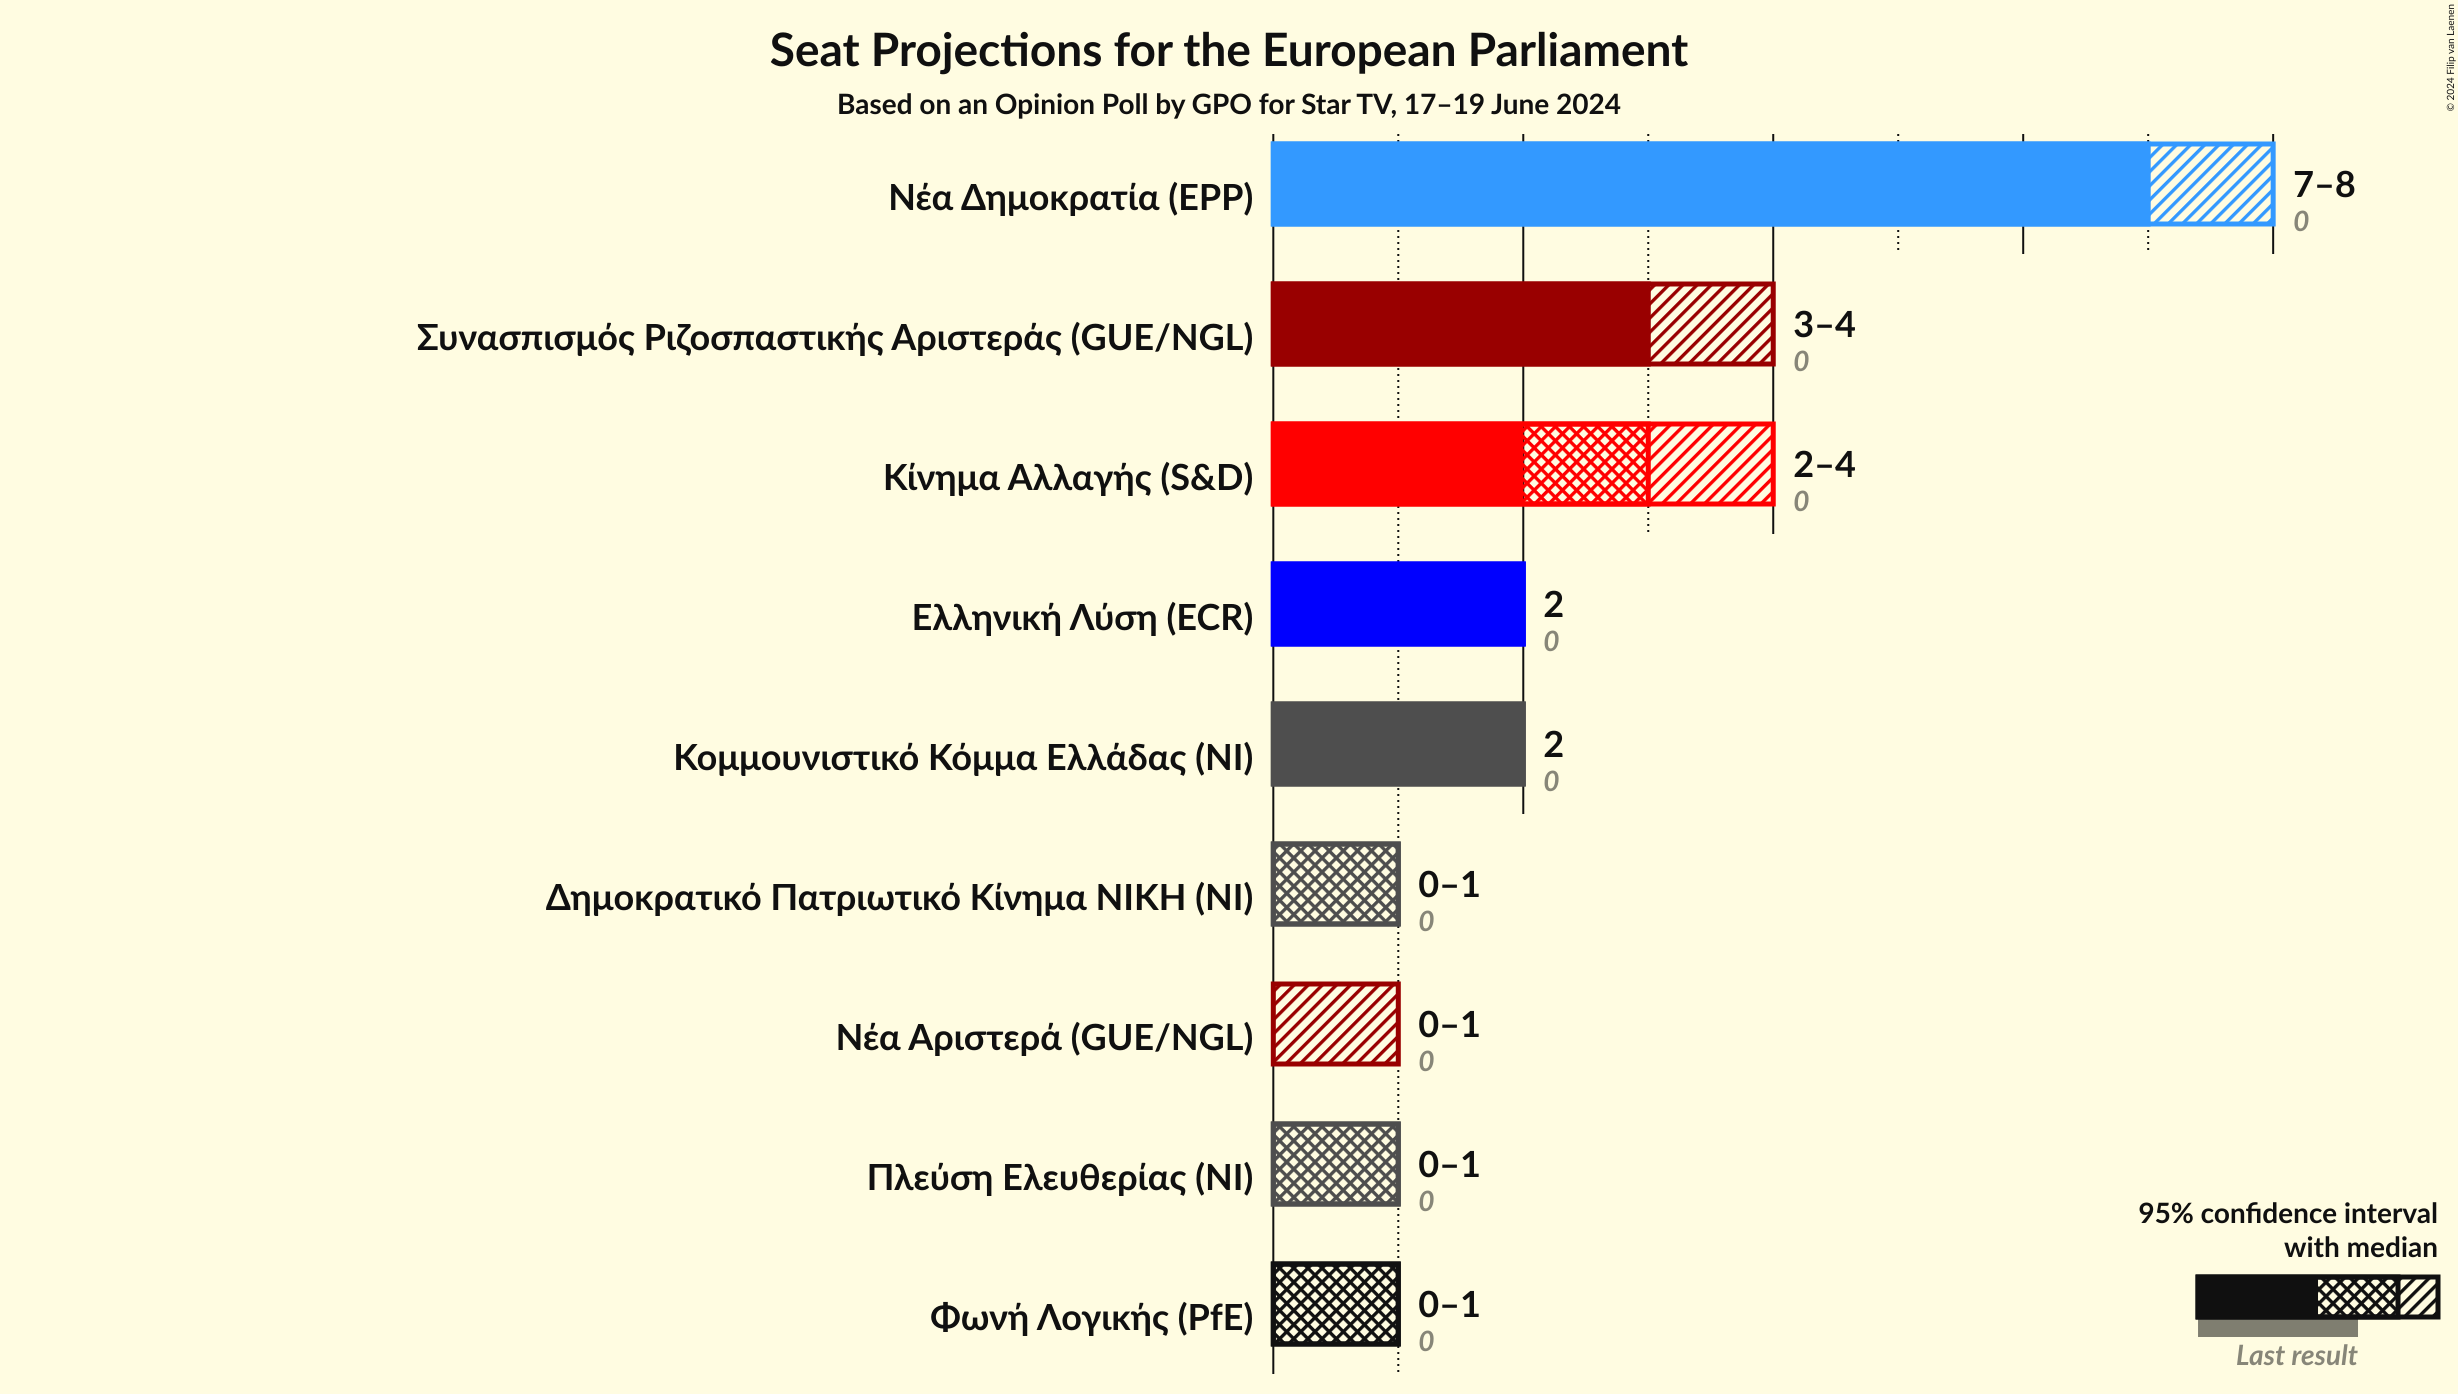 Seat Projections for the European Parliament
Based on an Opinion Poll by GPO for Star TV, 17–19 June 2024
© 2024 Filip van Laenen
Νέα Δημοκρατία (EPP)
7–8
0
Συνασπισμός Ριζοσπαστικής Αριστεράς (GUE/NGL)
3–4
0
Κίνημα Αλλαγής (S&D)
2–4
0
Ελληνική Λύση (ECR)
2
0
Κομμουνιστικό Κόμμα Ελλάδας (NI)
2
0
Δημοκρατικό Πατριωτικό Κίνημα ΝΙΚΗ (NI)
0–1
0
Νέα Αριστερά (GUE/NGL)
0–1
0
Πλεύση Ελευθερίας (NI)
0–1
0
Φωνή Λογικής (PfE)
0–1
0
95% confidence interval
with median
Last result